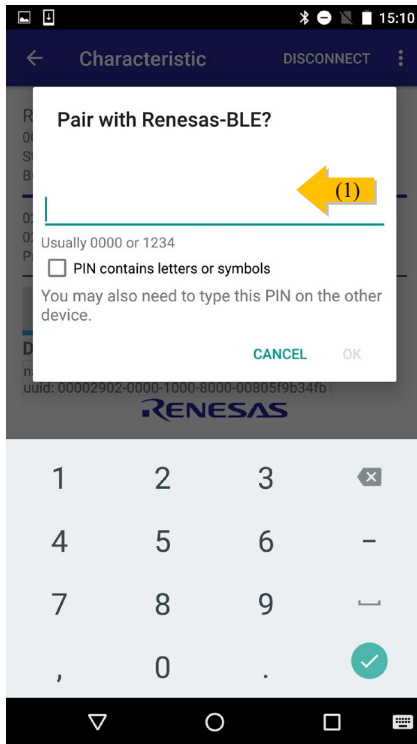 15:10
Characteristic DISCONNECT
Pair with Renesas-BLE?
(1)
Usually 0000 or 1234
PIN contains letters or symbols
You may also need to type this PIN on the other
device.
CANCEL OK
uuid: 00002902-0000-1000-8000-00805f9b34fb
RENESAS
1 2 3
4 5 6 -
7 8 9
, 0 .